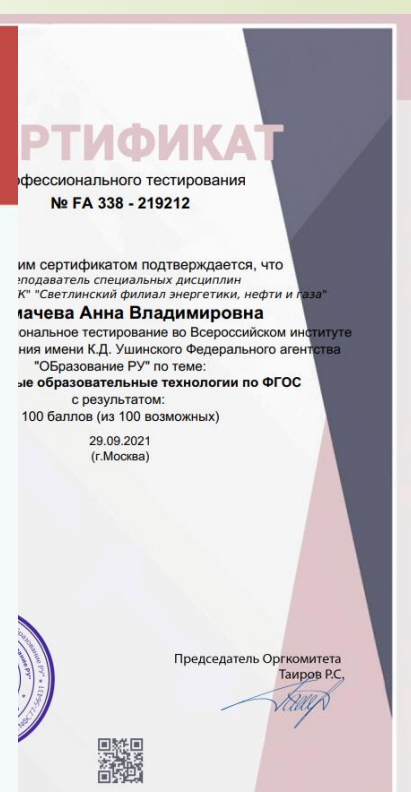 РТИФИКАТ
фессионального тестирования
№ FA 338 - 219212
им сертификатом подтверждается, что
еподаватель специальных дисциплин
К" "Светлинский филиал энергетики, нефти и газа"
мачева Анна Владимировна
ональное тестирование во Всероссийском институте
ния имени К.Д. Ушинского Федерального агентства
"ОБразование РУ" по теме:
ые образовательные технологии по ФГОС
с результатом:
100 баллов (из 100 возможных)
29.09.2021
(г.Москва)
Председатель Оргкомитета
Таиров Р.С.